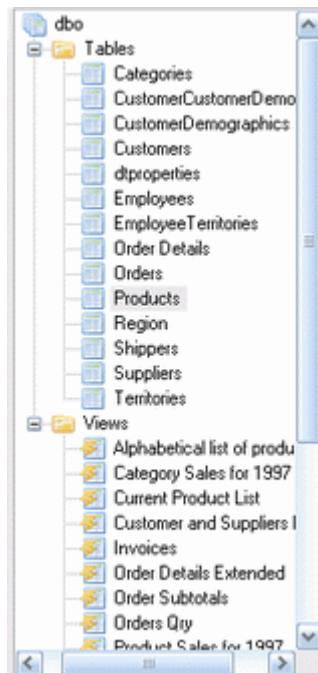 dbo
Tables
Categories
CustomerCustomerDemo
CustomerDemographics
Customers
dtproperties
Employees
EmployeeTerritories
Order Details
Orders
Products
Region
Shippers
Suppliers
Territories
Views
Alphabetical list of produ
Category Sales for 1997
Current Product List
Customer and Suppliers
Invoices
Order Details Extended
Order Subtotals
Orders Qry
Product Sales for 1997